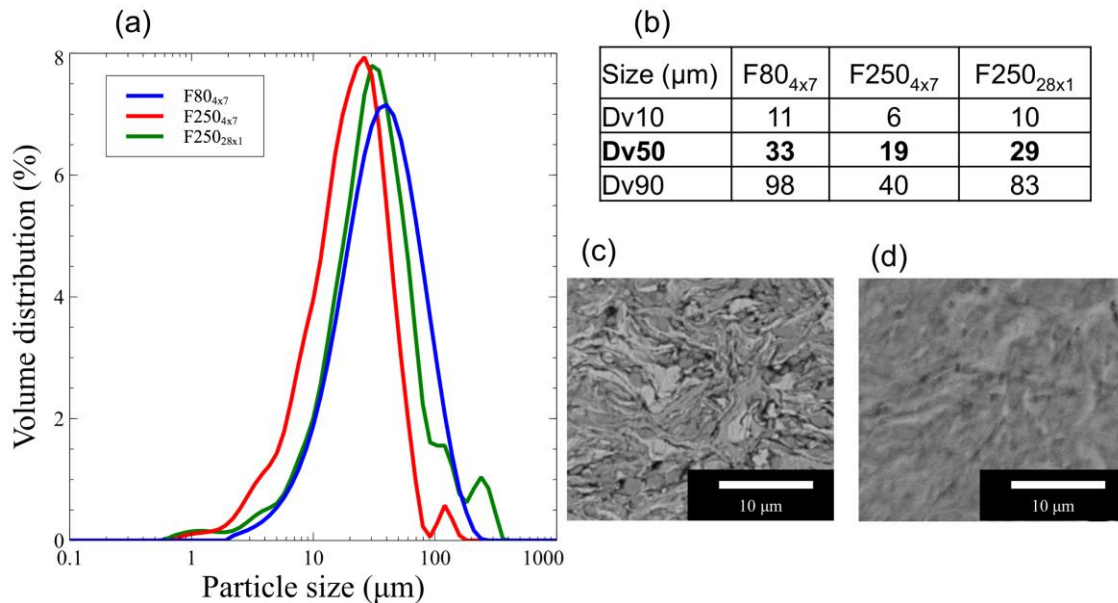 (a)
8
6
4
2
0
0.1 1 10 100 1000
Volume distribution (%)
Particle size (μm)
F80₄ₓ₇
F250₄ₓ₇
F250₂₈ₓ₁
(b)
Size (μm) F80₄ₓ₇ F250₄ₓ₇ F250₂₈ₓ₁
Dv10 11 6 10
Dv50 33 19 29
Dv90 98 40 83
(c)
10 μm
(d)
10 μm